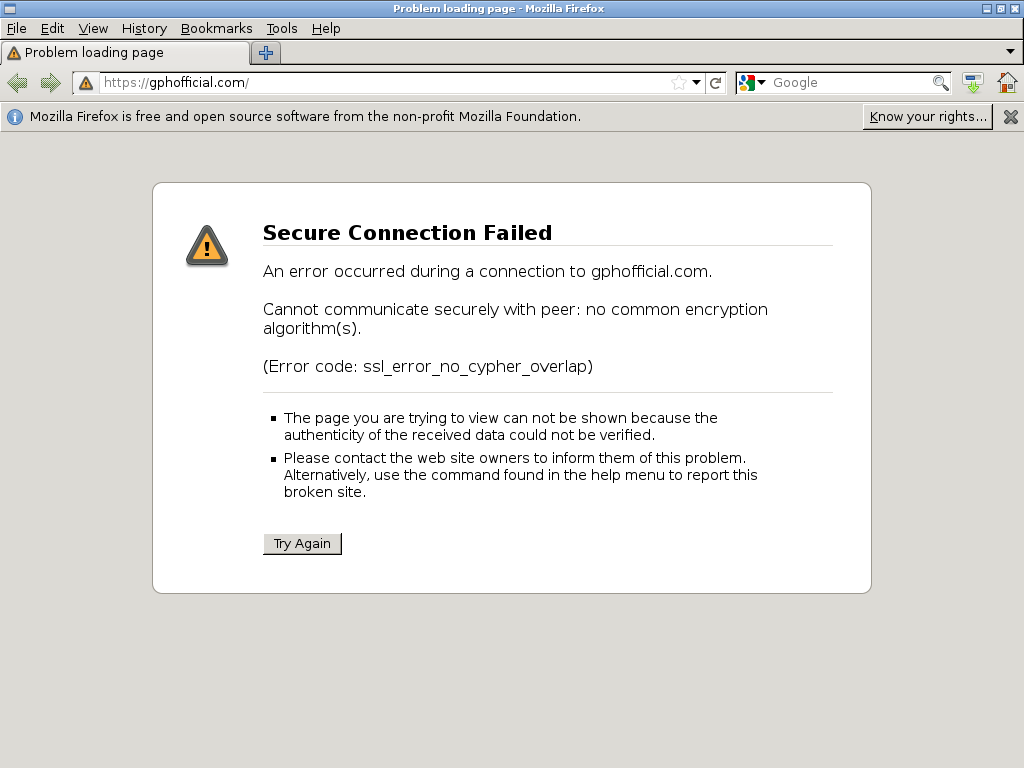 Problem loading page - Mozilla Firefox
File Edit View History Bookmarks Tools Help
Problem loading page
https://gphofficial.com/
Google
Mozilla Firefox is free and open source software from the non-profit Mozilla Foundation.
Know your rights...
Secure Connection Failed
An error occurred during a connection to gphofficial.com.
Cannot communicate securely with peer: no common encryption
algorithm(s).
(Error code: ssl_error_no_cypher_overlap)
The page you are trying to view can not be shown because the
authenticity of the received data could not be verified.
Please contact the web site owners to inform them of this problem.
Alternatively, use the command found in the help menu to report this
broken site.
Try Again